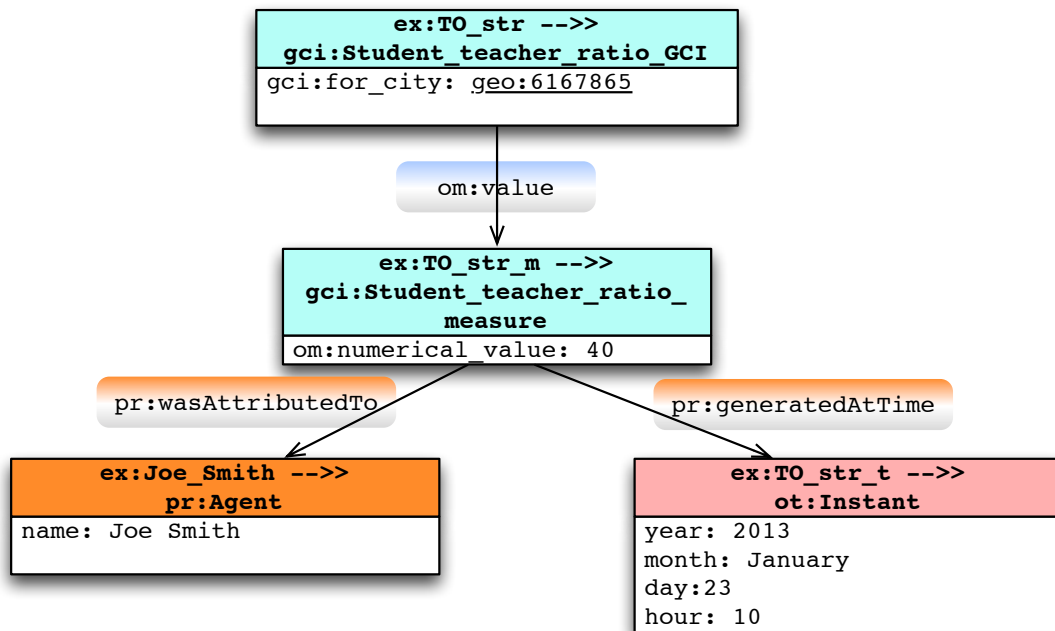 ex:TO_str -->>
gci:Student_teacher_ratio_GCI
gci:for_city: geo:6167865
om:value
ex:TO_str_m -->>
gci:Student_teacher_ratio_
measure
om:numerical_value: 40
pr:wasAttributedTo
pr:generatedAtTime
ex:Joe_Smith -->>
pr:Agent
name: Joe Smith
ex:TO_str_t -->>
ot:Instant
year: 2013
month: January
day:23
hour: 10